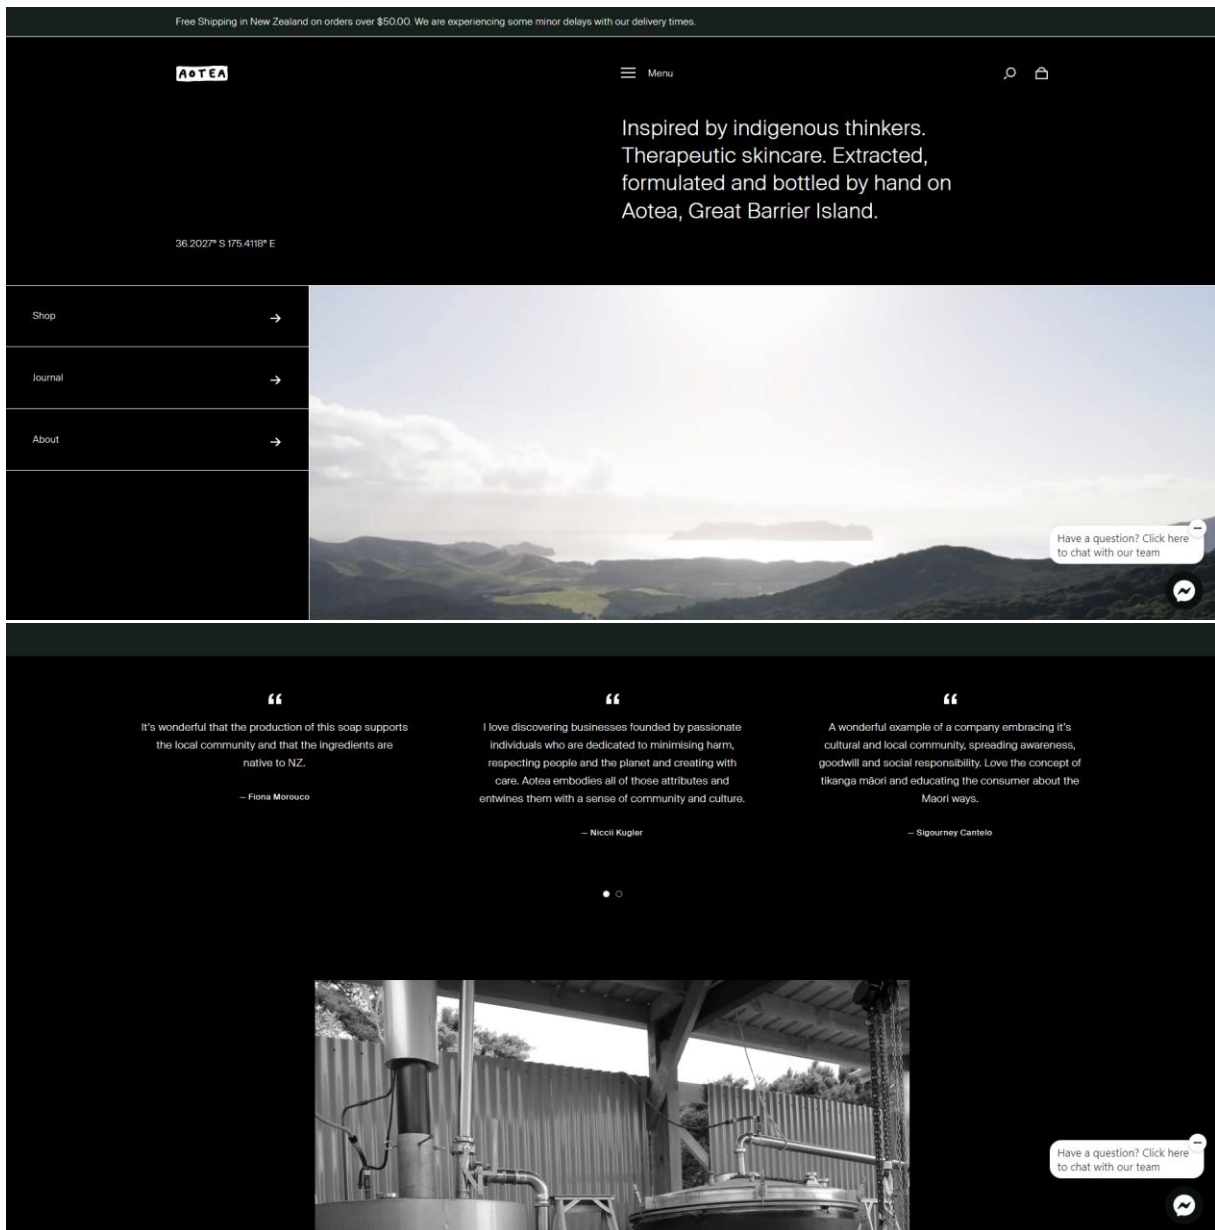 Free Shipping in New Zealand on orders over $50.00. We are experiencing some minor delays with our delivery times.
AOTEA
Menu
Inspired by indigenous thinkers.
Therapeutic skincare. Extracted,
formulated and bottled by hand on
Aotea, Great Barrier Island.
36.2027° S 175.4118° E
Shop
Journal
About
Have a question? Click here
to chat with our team
“
It's wonderful that the production of this soap supports
the local community and that the ingredients are
native to NZ.
— Fiona Morouco
“
I love discovering businesses founded by passionate
individuals who are dedicated to minimising harm,
respecting people and the planet and creating with
care. Aotea embodies all of those attributes and
entwines them with a sense of community and culture.
— Niccii Kugler
“
A wonderful example of a company embracing it's
cultural and local community, spreading awareness,
goodwill and social responsibility. Love the concept of
tikanga māori and educating the consumer about the
Maori ways.
— Sigourney Cantelo
Have a question? Click here
to chat with our team